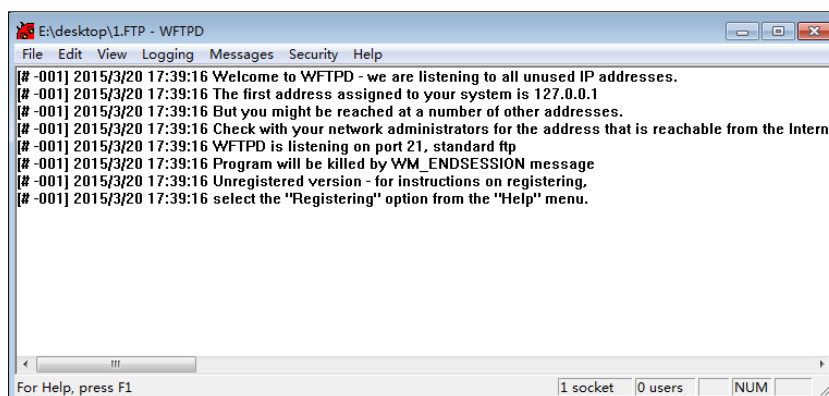 E:\desktop\1.FTP - WFTPD
File Edit View Logging Messages Security Help
[# -001] 2015/3/20 17:39:16 Welcome to WFTPD - we are listening to all unused IP addresses.
[# -001] 2015/3/20 17:39:16 The first address assigned to your system is 127.0.0.1
[# -001] 2015/3/20 17:39:16 But you might be reached at a number of other addresses.
[# -001] 2015/3/20 17:39:16 Check with your network administrators for the address that is reachable from the Intern
[# -001] 2015/3/20 17:39:16 WFTPD is listening on port 21, standard ftp
[# -001] 2015/3/20 17:39:16 Program will be killed by WM_ENDSESSION message
[# -001] 2015/3/20 17:39:16 Unregistered version - for instructions on registering,
[# -001] 2015/3/20 17:39:16 select the "Registering" option from the "Help" menu.
For Help, press F1 1 socket 0 users NUM